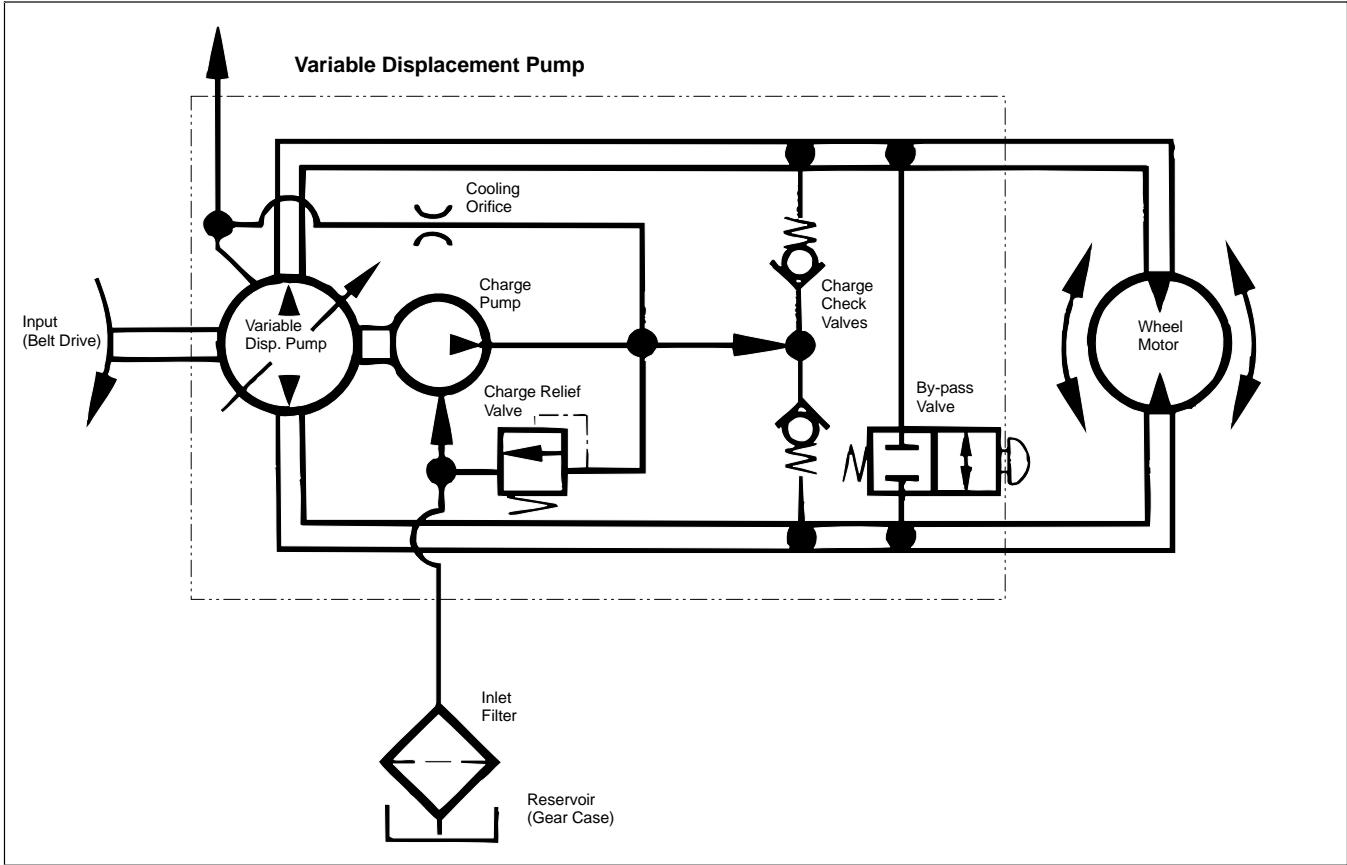 Variable Displacement Pump
Cooling
Orifice
Charge
Pump
Input
(Belt Drive)
Variable
Disp. Pump
Charge
Check
Valves
Wheel
Motor
Charge Relief
Valve
By-pass
Valve
Inlet
Filter
Reservoir
(Gear Case)